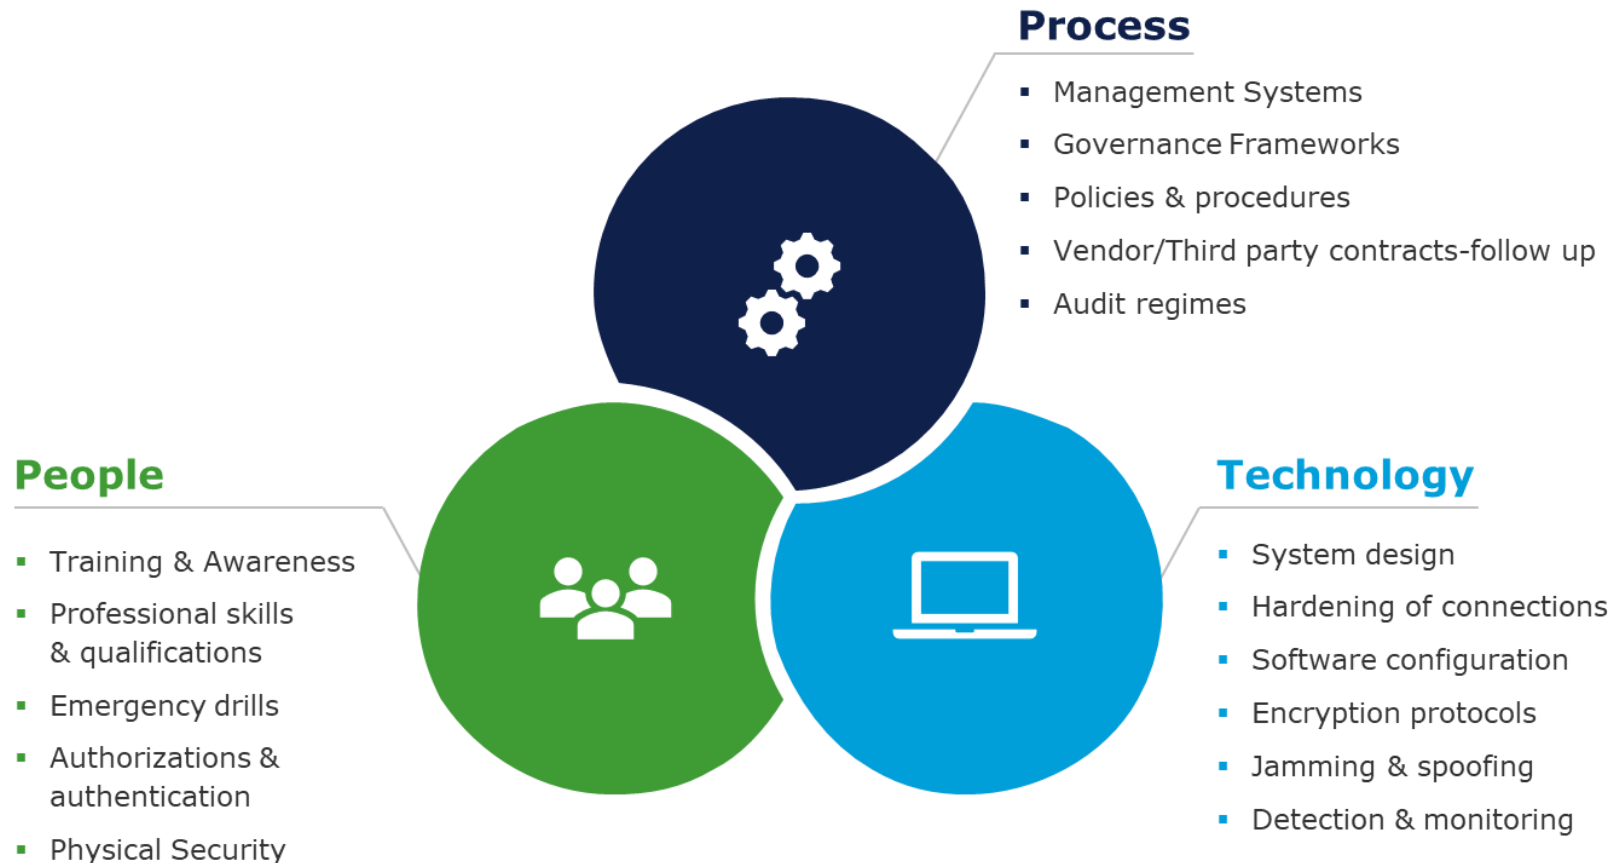 Process
▪ Management Systems
▪ Governance Frameworks
▪ Policies & procedures
▪ Vendor/Third party contracts-follow up
▪ Audit regimes
People
▪ Training & Awareness
▪ Professional skills
& qualifications
▪ Emergency drills
▪ Authorizations &
authentication
▪ Physical Security
Technology
▪ System design
▪ Hardening of connections
▪ Software configuration
▪ Encryption protocols
▪ Jamming & spoofing
▪ Detection & monitoring